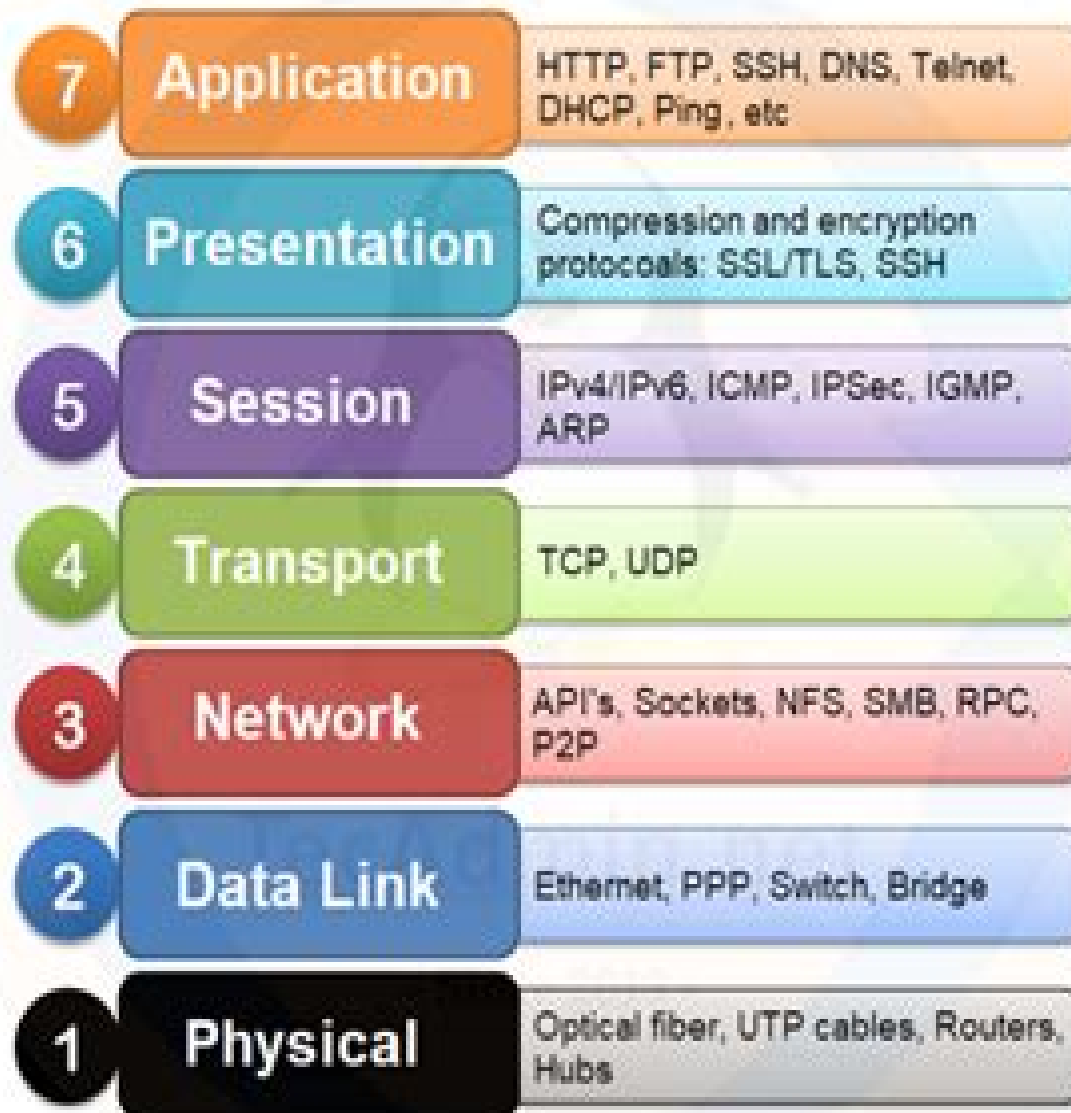 7
Application
HTTP, FTP, SSH, DNS, Telnet,
DHCP, Ping, etc
6
Presentation
Compression and encryption
protocoals: SSL/TLS, SSH
5
Session
IPv4/IPv6, ICMP, IPSec, IGMP,
ARP
4
Transport
TCP, UDP
3
Network
API's, Sockets, NFS, SMB, RPC,
P2P
2
Data Link
Ethernet, PPP, Switch, Bridge
1
Physical
Optical fiber, UTP cables, Routers,
Hubs